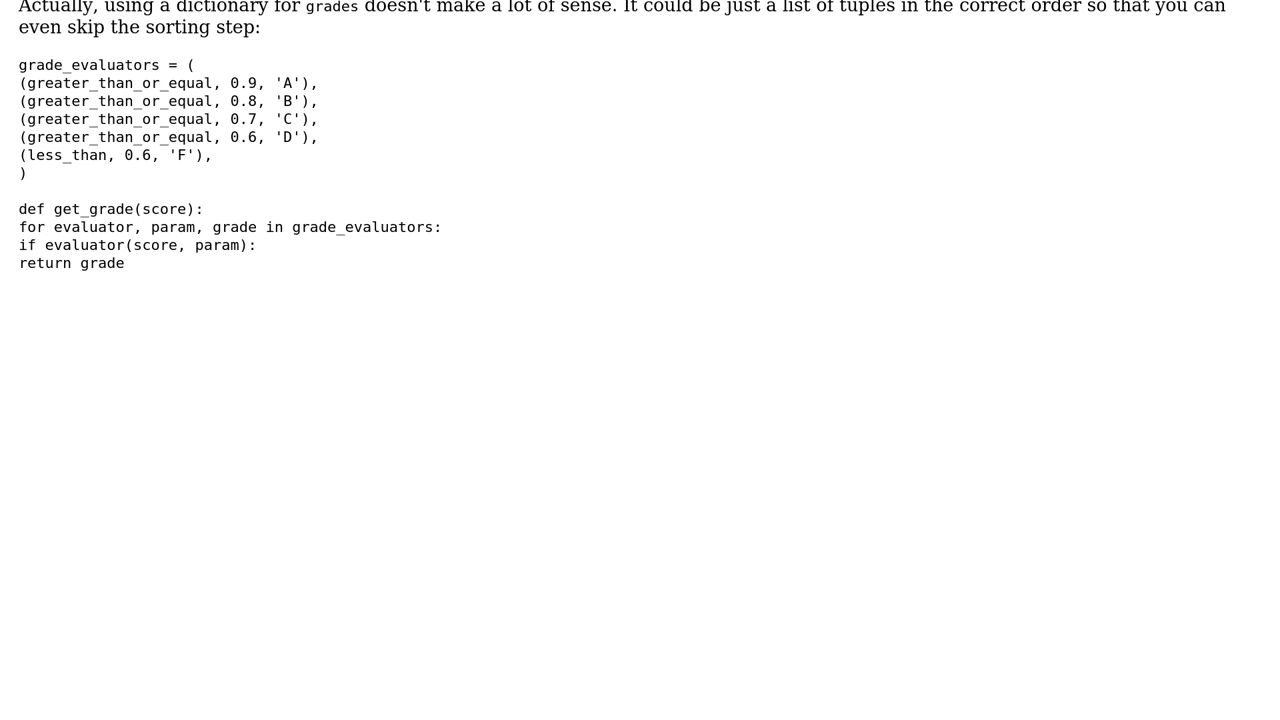 Actually, using a dictionary for grades doesn't make a lot of sense. It could be just a list of tuples in the correct order so that you can
even skip the sorting step:
grade_evaluators = (
(greater_than_or_equal, 0.9, 'A'),
(greater_than_or_equal, 0.8, 'B'),
(greater_than_or_equal, 0.7, 'C'),
(greater_than_or_equal, 0.6, 'D'),
(less_than, 0.6, 'F'),
)
def get_grade(score):
for evaluator, param, grade in grade_evaluators:
if evaluator(score, param):
return grade